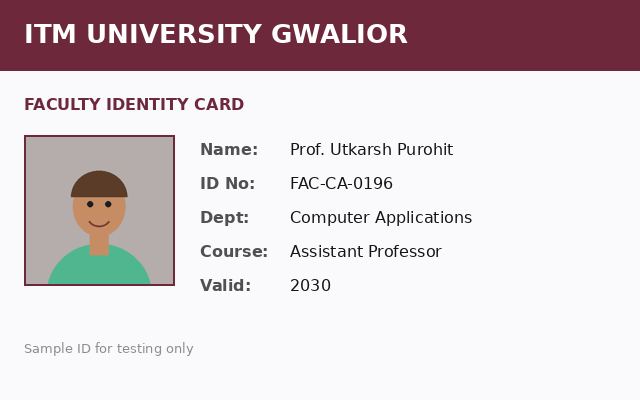 ITM UNIVERSITY GWALIOR
FACULTY IDENTITY CARD
Name: Prof. Utkarsh Purohit
ID No: FAC-CA-0196
Dept: Computer Applications
Course: Assistant Professor
Valid: 2030
Sample ID for testing only